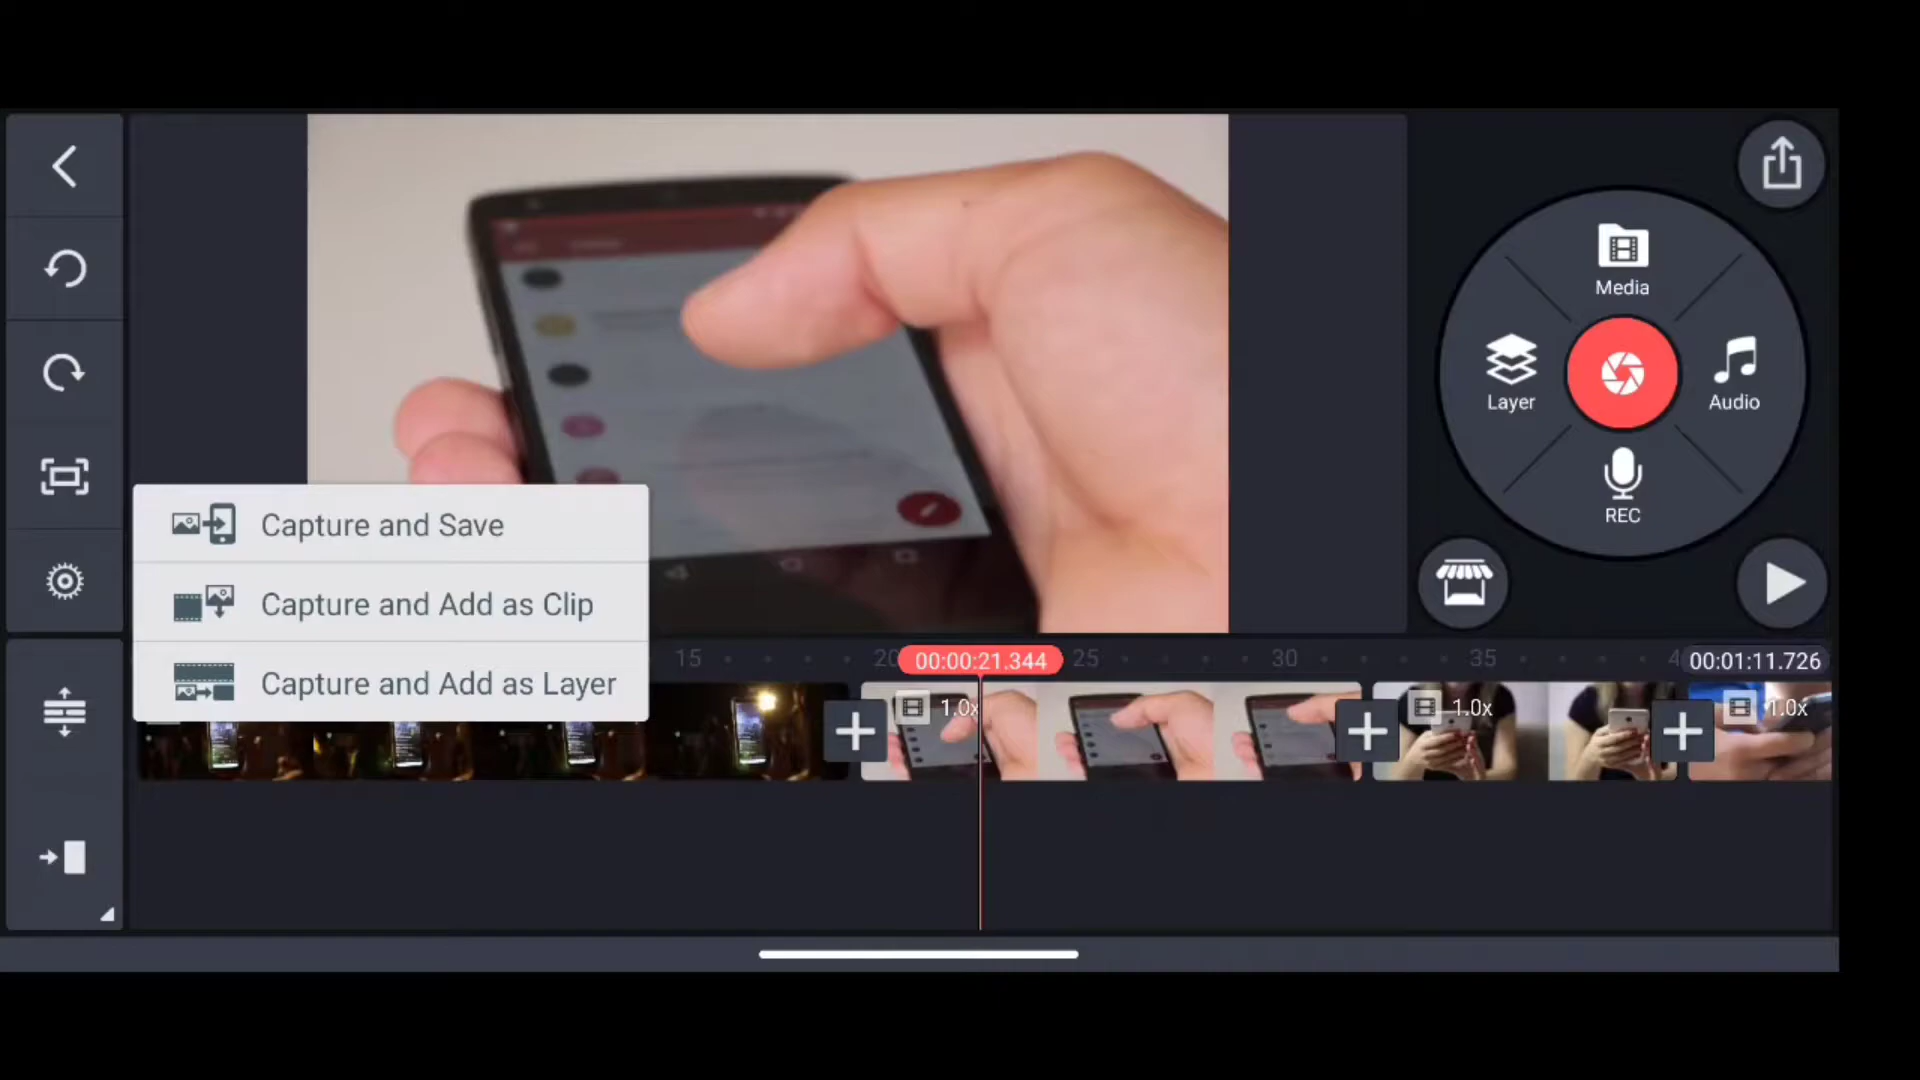 Media
Layer
Audio
REC
Capture and Save
Capture and Add as Clip
Capture and Add as Layer
15
20
00:00:21.344
25
30
35
4
00:01:11.726
1.0x
1.0x
1.0x